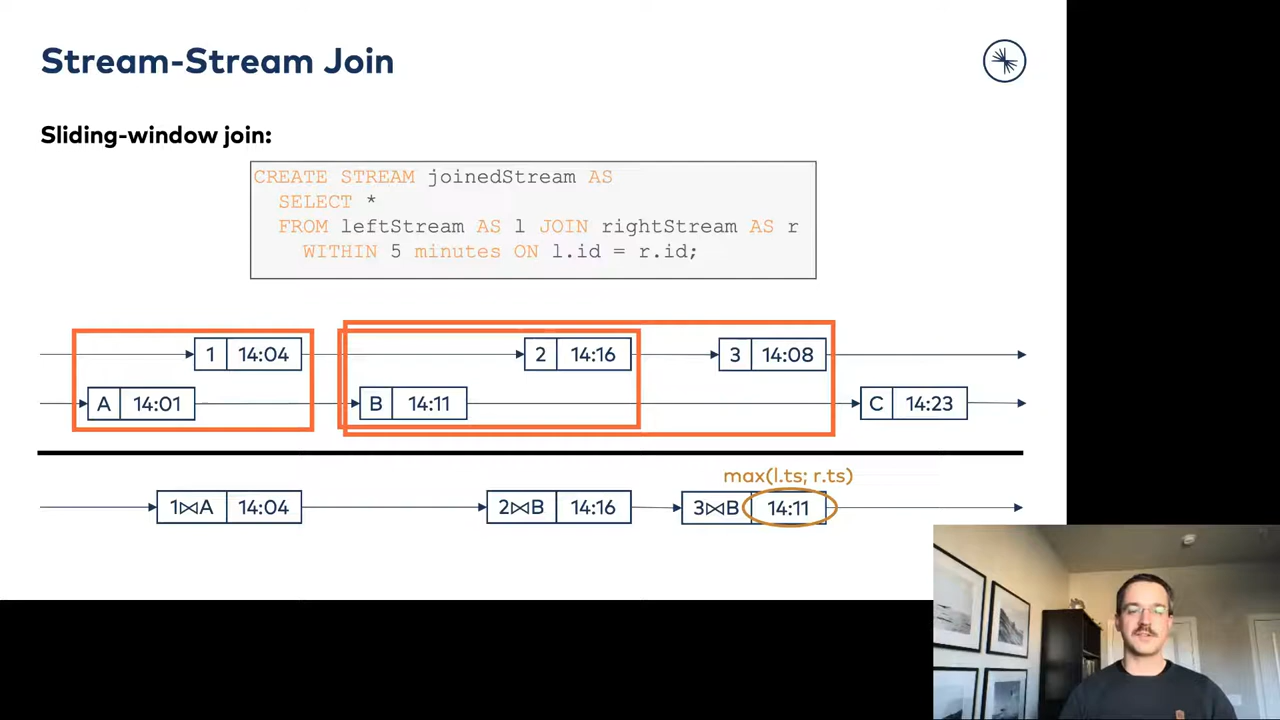 Stream-Stream Join
Sliding-window join:
CREATE STREAM joinedStream AS
SELECT *
FROM leftStream AS l JOIN rightStream AS r
WITHIN 5 minutes ON l.id = r.id;
1 14:04 2 14:16 3 14:08
A 14:01 B 14:11 C 14:23
max(l.ts; r.ts)
1⋈A 14:04 2⋈B 14:16 3⋈B 14:11